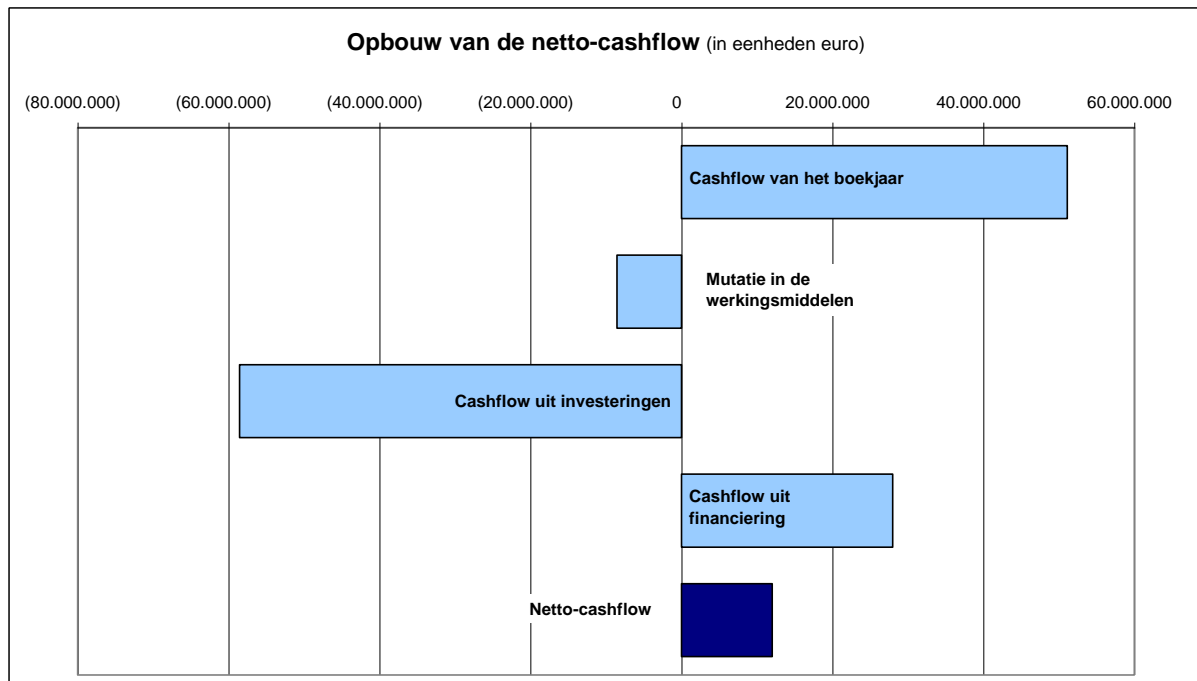 Opbouw van de netto-cashflow (in eenheden euro)
(80.000.000) (60.000.000) (40.000.000) (20.000.000) 0 20.000.000 40.000.000 60.000.000
Cashflow van het boekjaar
Mutatie in de
werkingsmiddelen
Cashflow uit investeringen
Cashflow uit
financiering
Netto-cashflow